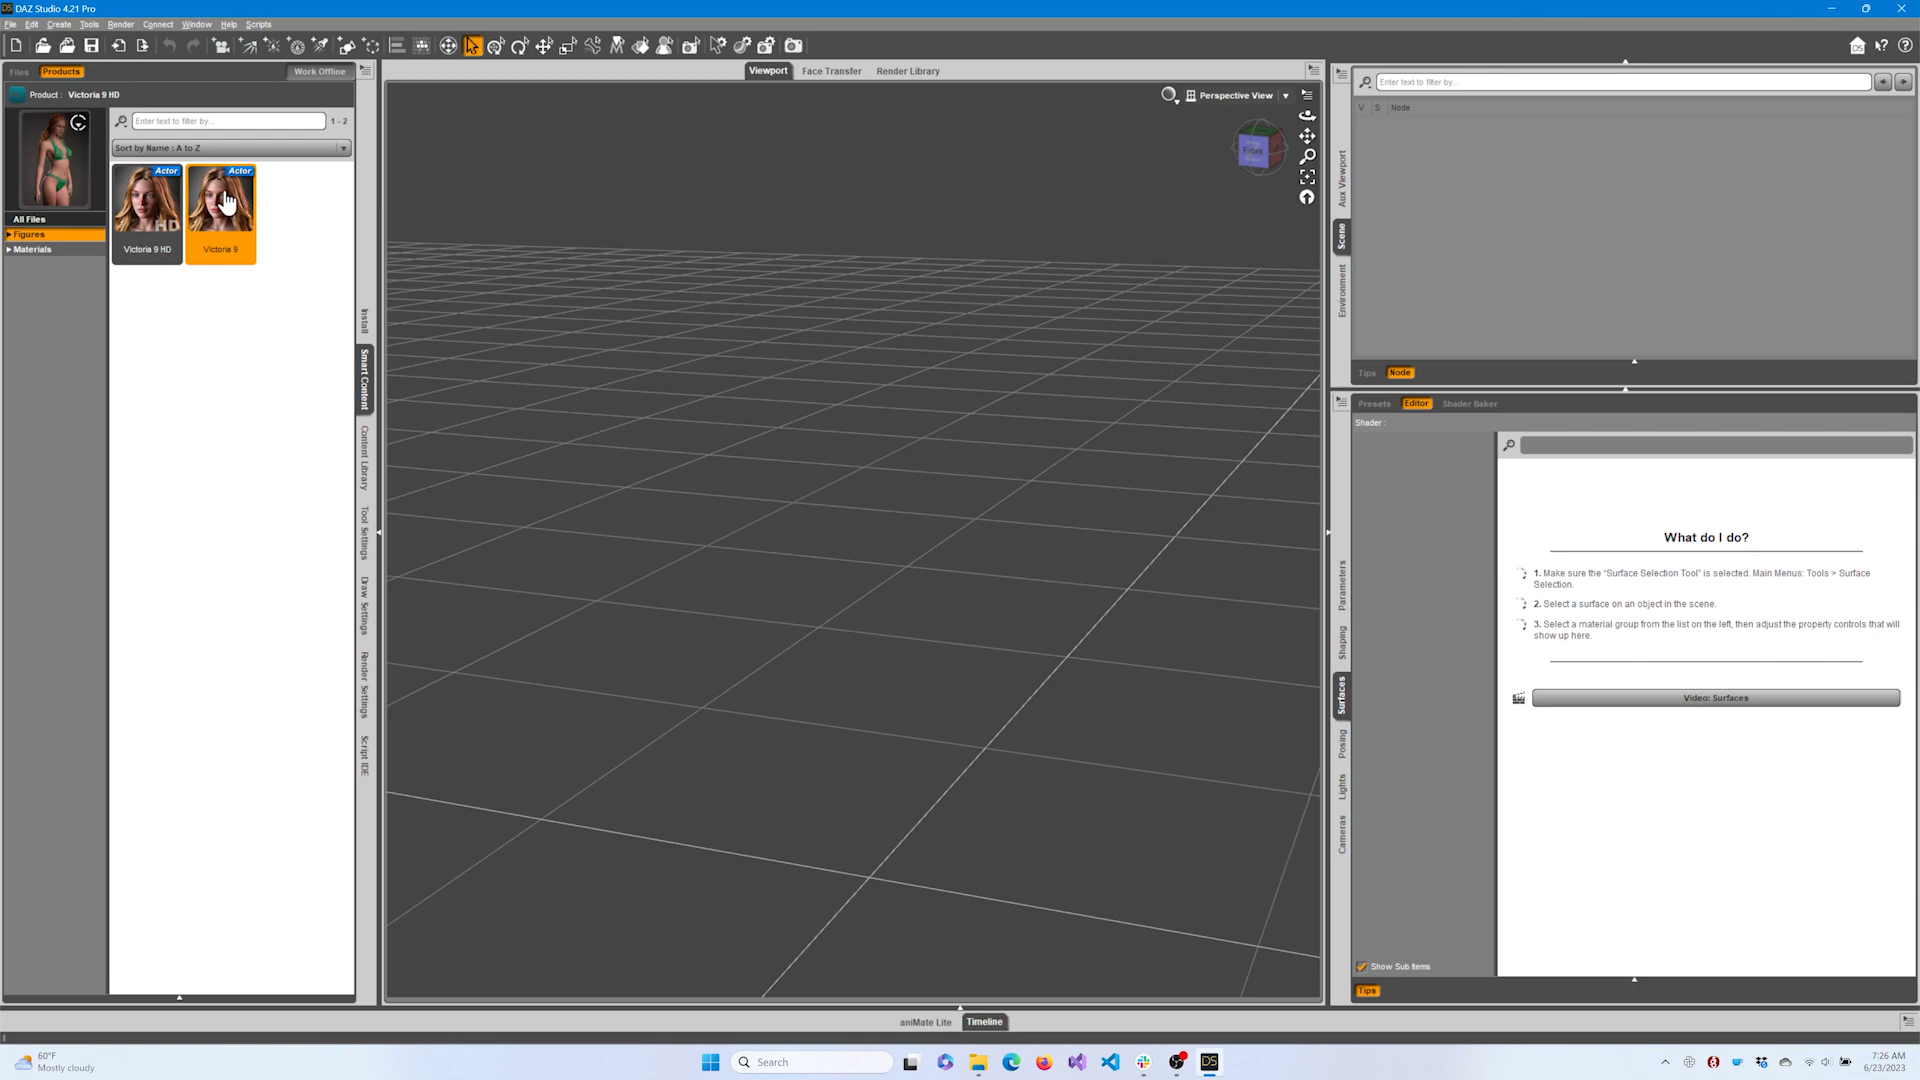 DAZ Studio 4.21 Pro
File Edit Create Tools Render Connect Window Help Scripts
Files Products Work Offline
Product : Victoria 9 HD
Enter text to filter by... 1 - 2
Sort by Name : A to Z
All Files
Figures
Materials
Actor
HD
Victoria 9 HD
Actor
Victoria 9
Install
Smart Content
Content Library
Tool Settings
Draw Settings
Render Settings
Script IDE
Viewport Face Transfer Render Library
Perspective View
Front
aniMate Lite Timeline
Aux Viewport
Scene
Environment
Enter text to filter by...
V S Node
Tips Node
Parameters
Shaping
Surfaces
Posing
Lights
Cameras
Presets Editor Shader Baker
Shader :
What do I do?
1. Make sure the "Surface Selection Tool" is selected. Main Menus: Tools > Surface
Selection.
2. Select a surface on an object in the scene.
3. Select a material group from the list on the left, then adjust the property controls that will
show up here.
Video: Surfaces
Show Sub Items
Tips
60°F
Mostly cloudy
Search
DS
7:26 AM
6/23/2023